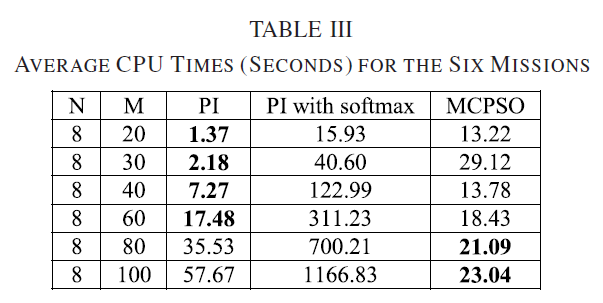 TABLE III
AVERAGE CPU TIMES (SECONDS) FOR THE SIX MISSIONS
N M PI PI with softmax MCPSO
8 20 1.37 15.93 13.22
8 30 2.18 40.60 29.12
8 40 7.27 122.99 13.78
8 60 17.48 311.23 18.43
8 80 35.53 700.21 21.09
8 100 57.67 1166.83 23.04